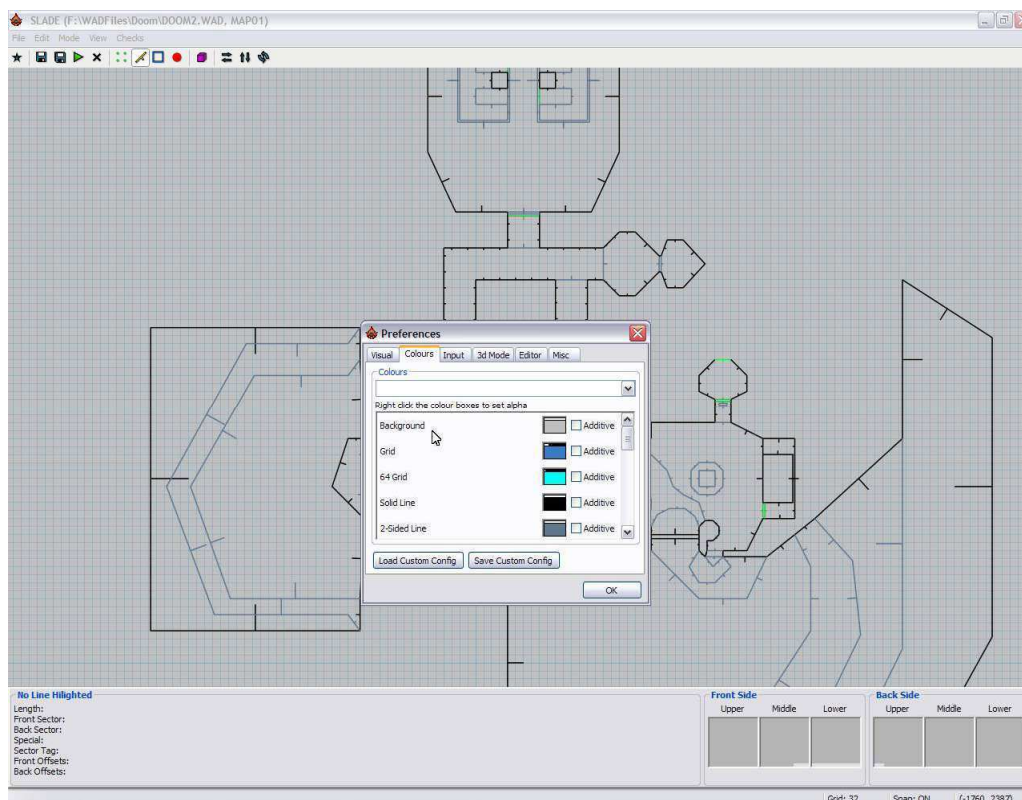 SLADE (F:\WADFiles\Doom\DOOM2.WAD, MAP01)
File Edit Mode View Checks
Preferences
Visual Colours Input 3d Mode Editor Misc
Colours
Right click the colour boxes to set alpha
Background Additive
Grid Additive
64 Grid Additive
Solid Line Additive
2-Sided Line Additive
Load Custom Config Save Custom Config
OK
No Line Hilighted
Length:
Front Sector:
Back Sector:
Special:
Sector Tag:
Front Offsets:
Back Offsets:
Front Side
Upper Middle Lower
Back Side
Upper Middle Lower
Grid: 32 Snap: ON (-1760, 2387)